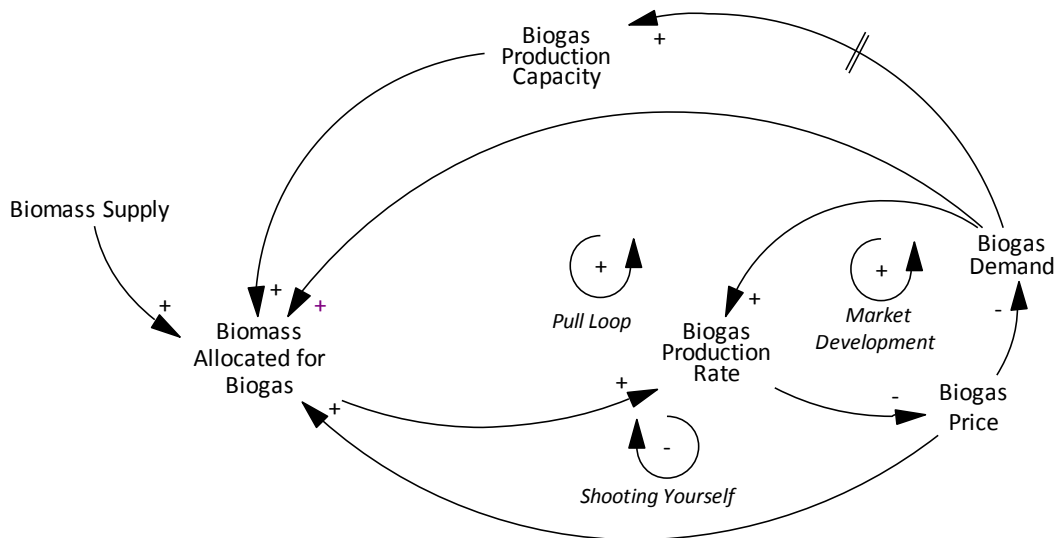 Biogas
Production
Capacity
+
Biomass Supply
Biogas
Demand
+
+
+
+
+
+
-
Pull Loop
Market
Development
Biomass
Allocated for
Biogas
Biogas
Production
Rate
+
-
Biogas
Price
+
-
Shooting Yourself